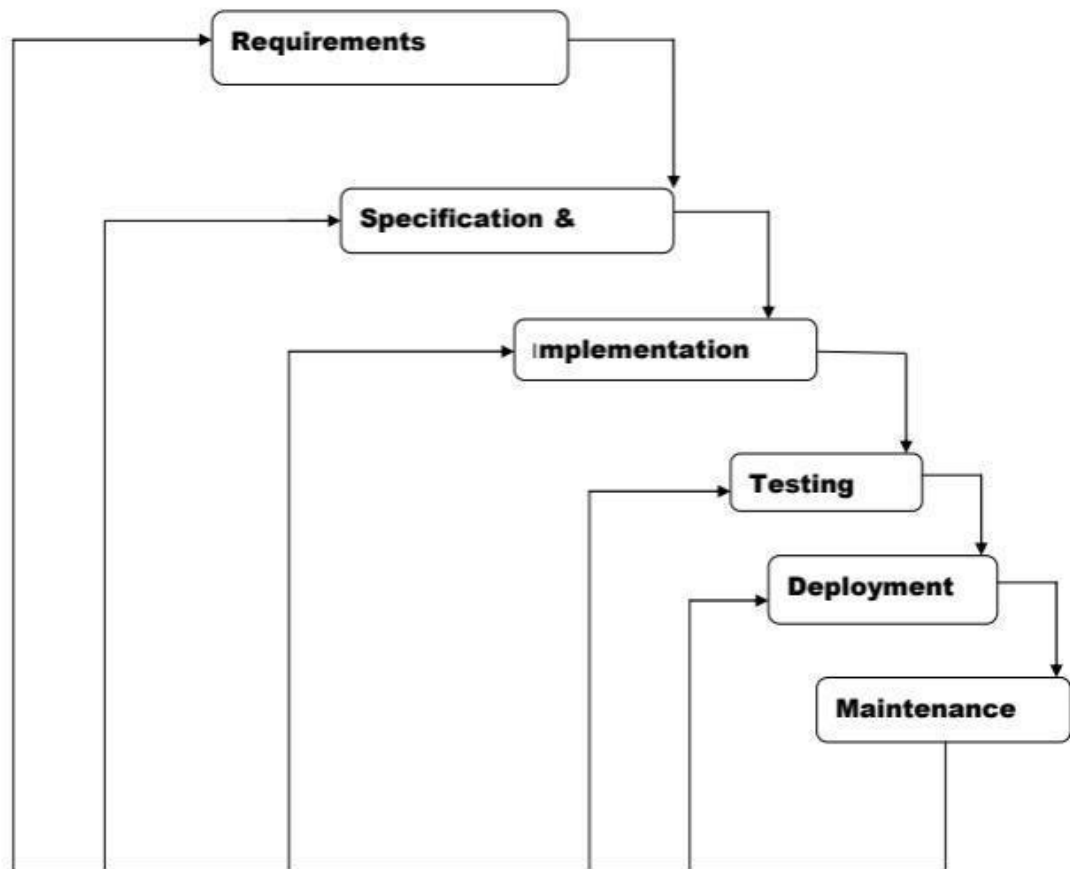 Requirements
Specification &
Implementation
Testing
Deployment
Maintenance